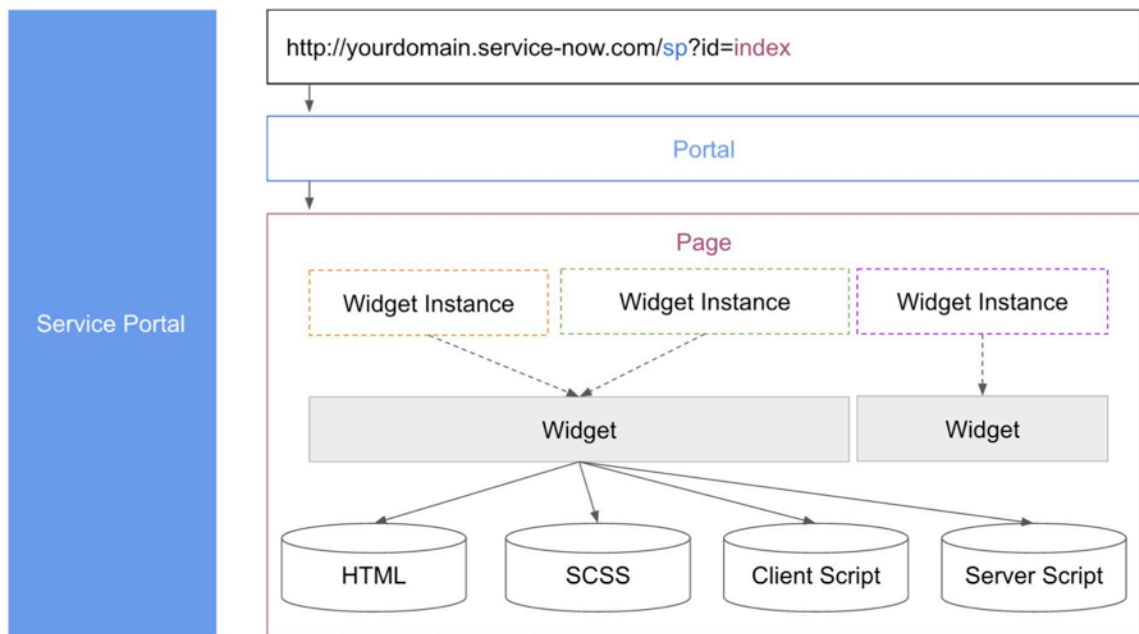 http://yourdomain.service-now.com/sp?id=index
Portal
Page
Widget Instance
Widget Instance
Widget Instance
Service Portal
Widget
Widget
HTML
SCSS
Client Script
Server Script